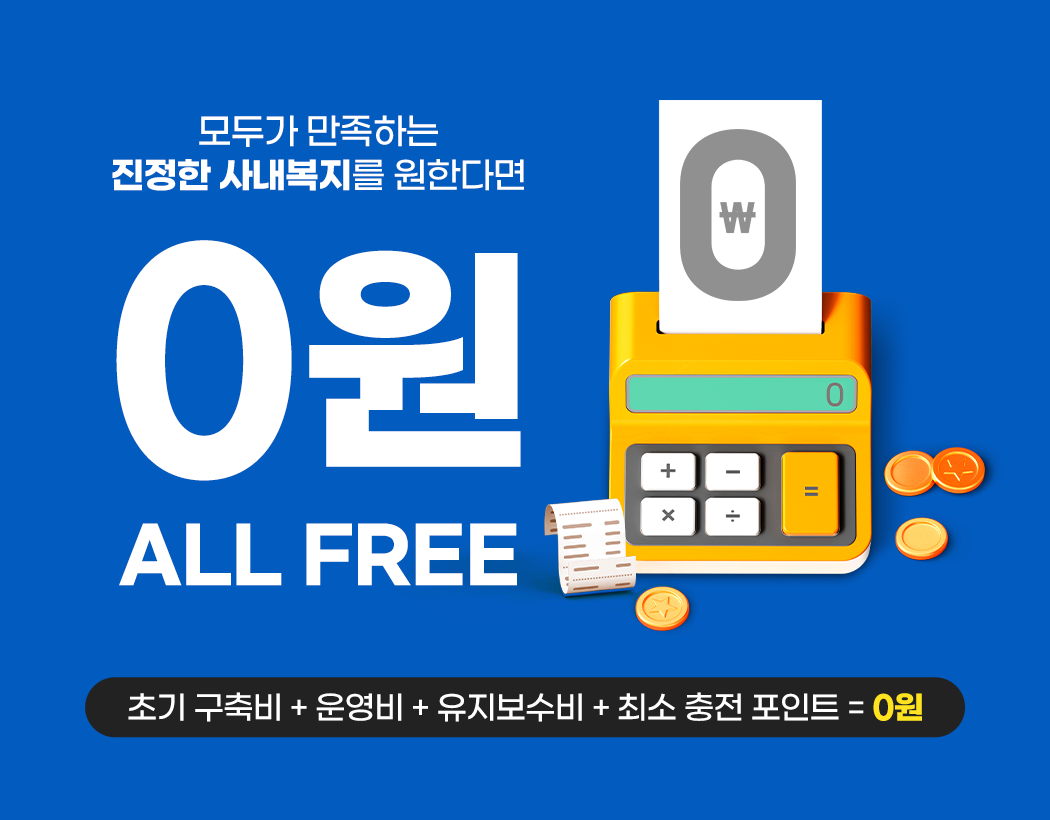 모두가 만족하는
진정한 사내복지를 원한다면
0원
ALL FREE
0
₩
0
+ −
=
× ÷
초기 구축비 + 운영비 + 유지보수비 + 최소 충전 포인트 = 0원